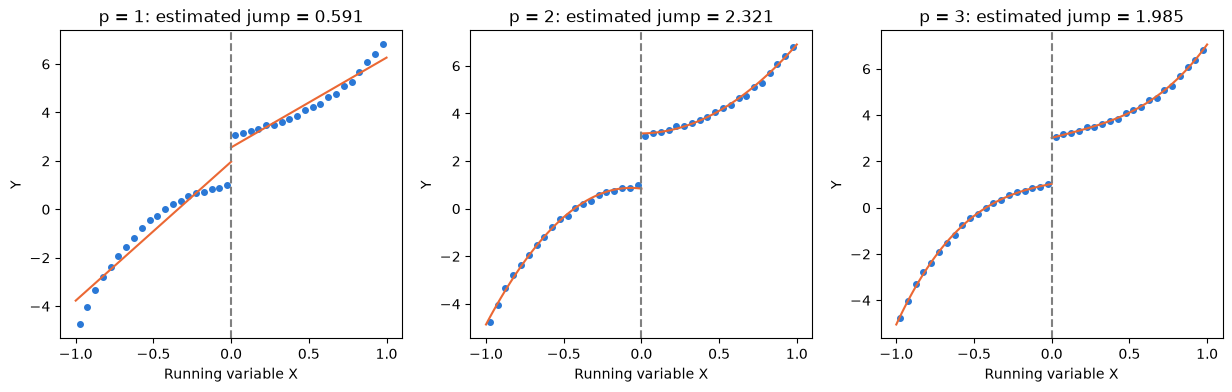 p = 1: estimated jump = 0.591
Y
6
4
2
0
−2
−4
−1.0 −0.5 0.0 0.5 1.0
Running variable X
p = 2: estimated jump = 2.321
Y
6
4
2
0
−2
−4
−1.0 −0.5 0.0 0.5 1.0
Running variable X
p = 3: estimated jump = 1.985
Y
6
4
2
0
−2
−4
−1.0 −0.5 0.0 0.5 1.0
Running variable X